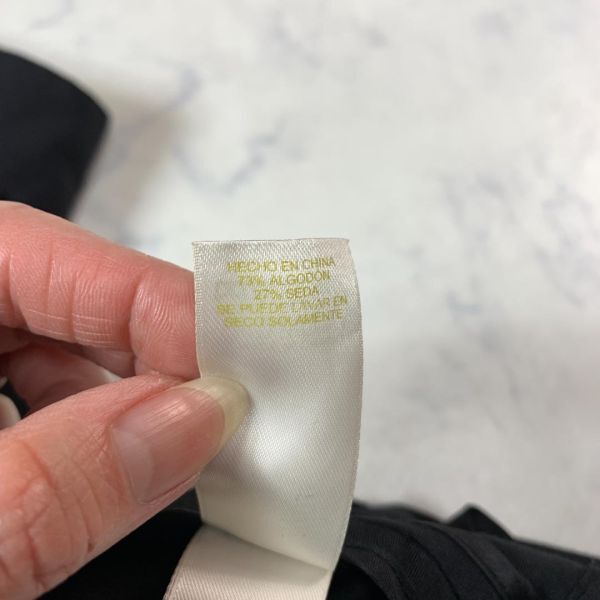 HECHO EN CHINA
73% ALGODON
27% SEDA
SE PUEDE LAVAR EN
SECO SOLAMENTE